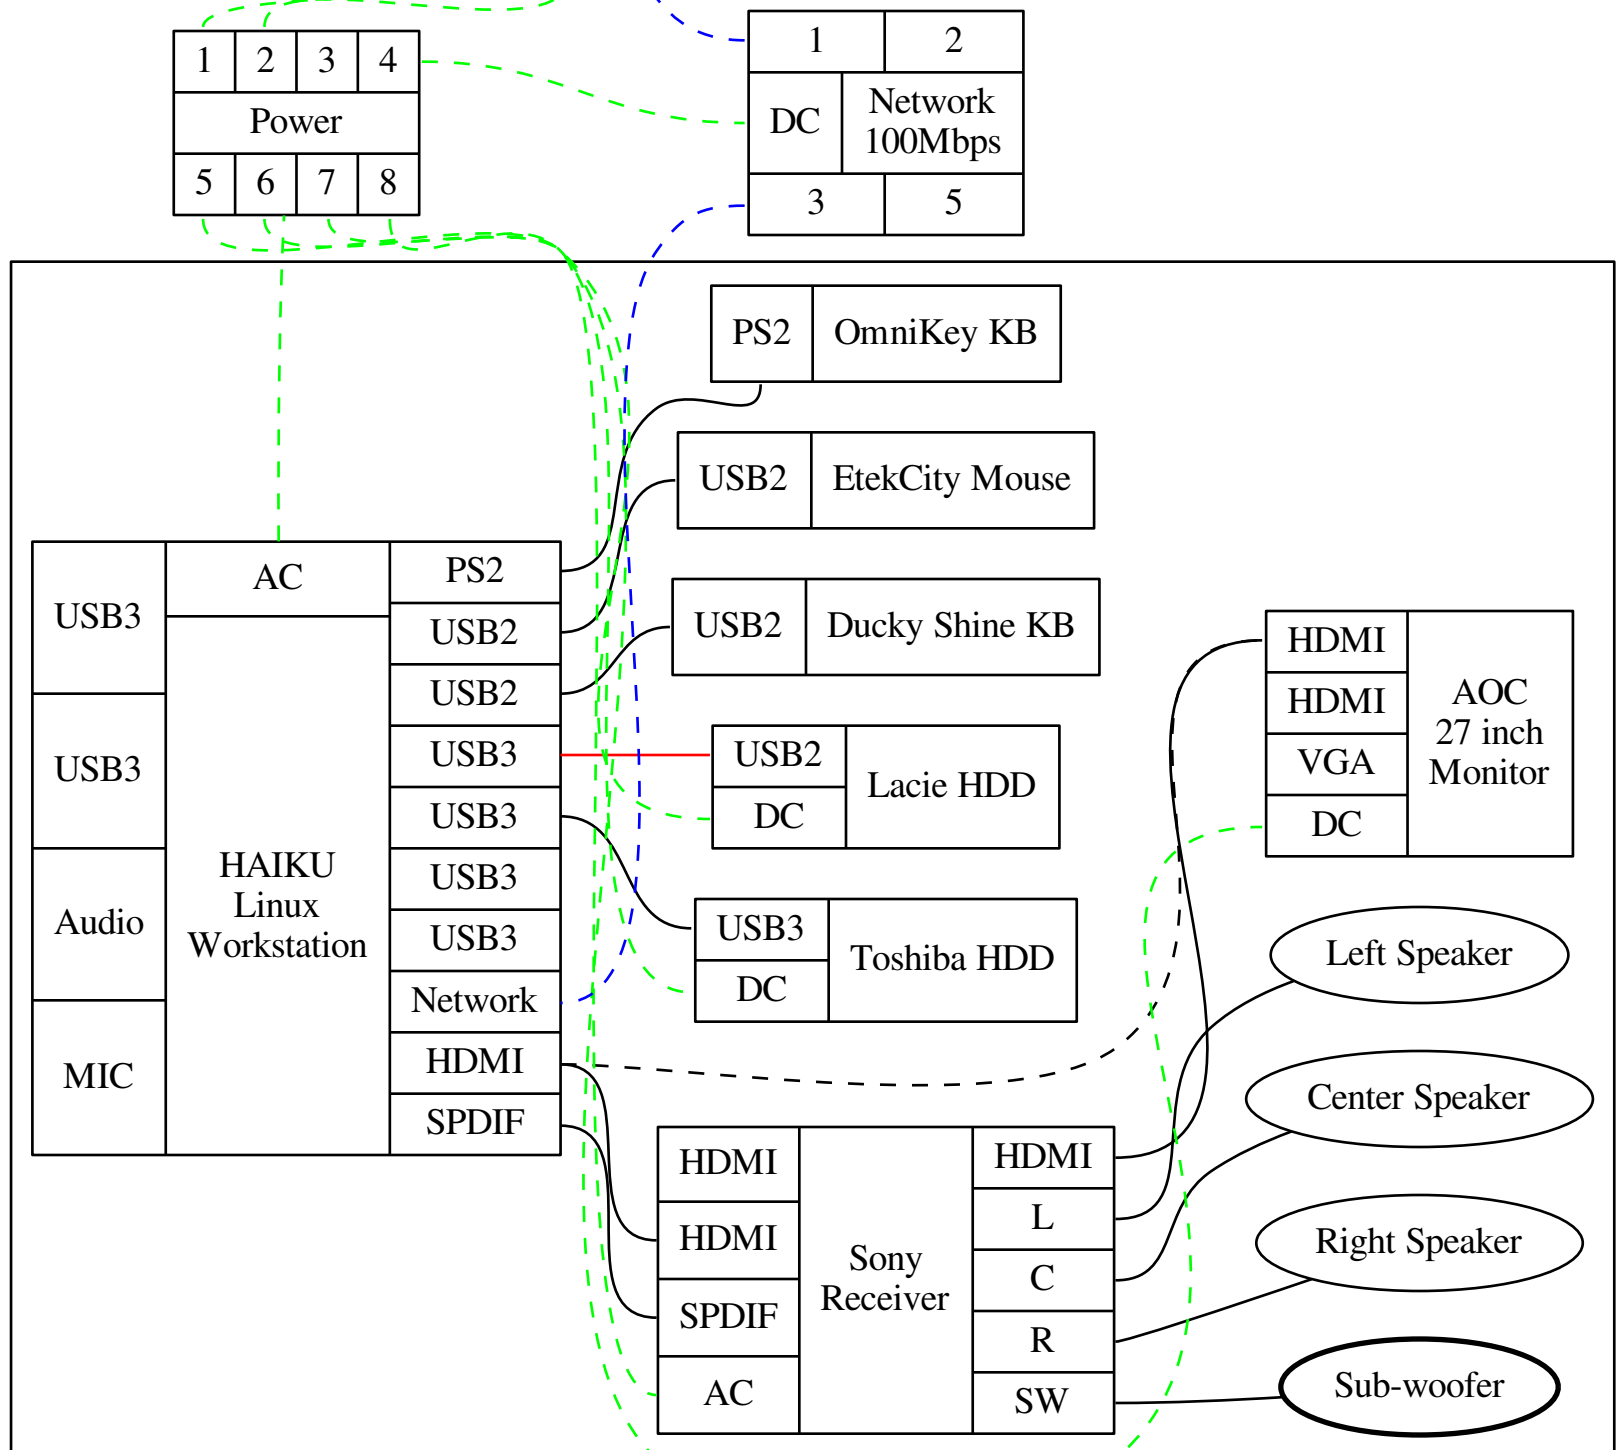 1 2 3 4
Power
5 6 7 8
1 2
DC
Network
100Mbps
3 5
PS2 OmniKey KB
USB2 EtekCity Mouse
USB2 Ducky Shine KB
USB2
DC
Lacie HDD
USB3
DC
Toshiba HDD
USB3
USB3
Audio
MIC
AC
HAIKU
Linux
Workstation
PS2
USB2
USB2
USB3
USB3
USB3
USB3
Network
HDMI
SPDIF
HDMI
HDMI
VGA
DC
AOC
27 inch
Monitor
HDMI
HDMI
SPDIF
AC
Sony
Receiver
HDMI
L
C
R
SW
Left Speaker
Center Speaker
Right Speaker
Sub-woofer